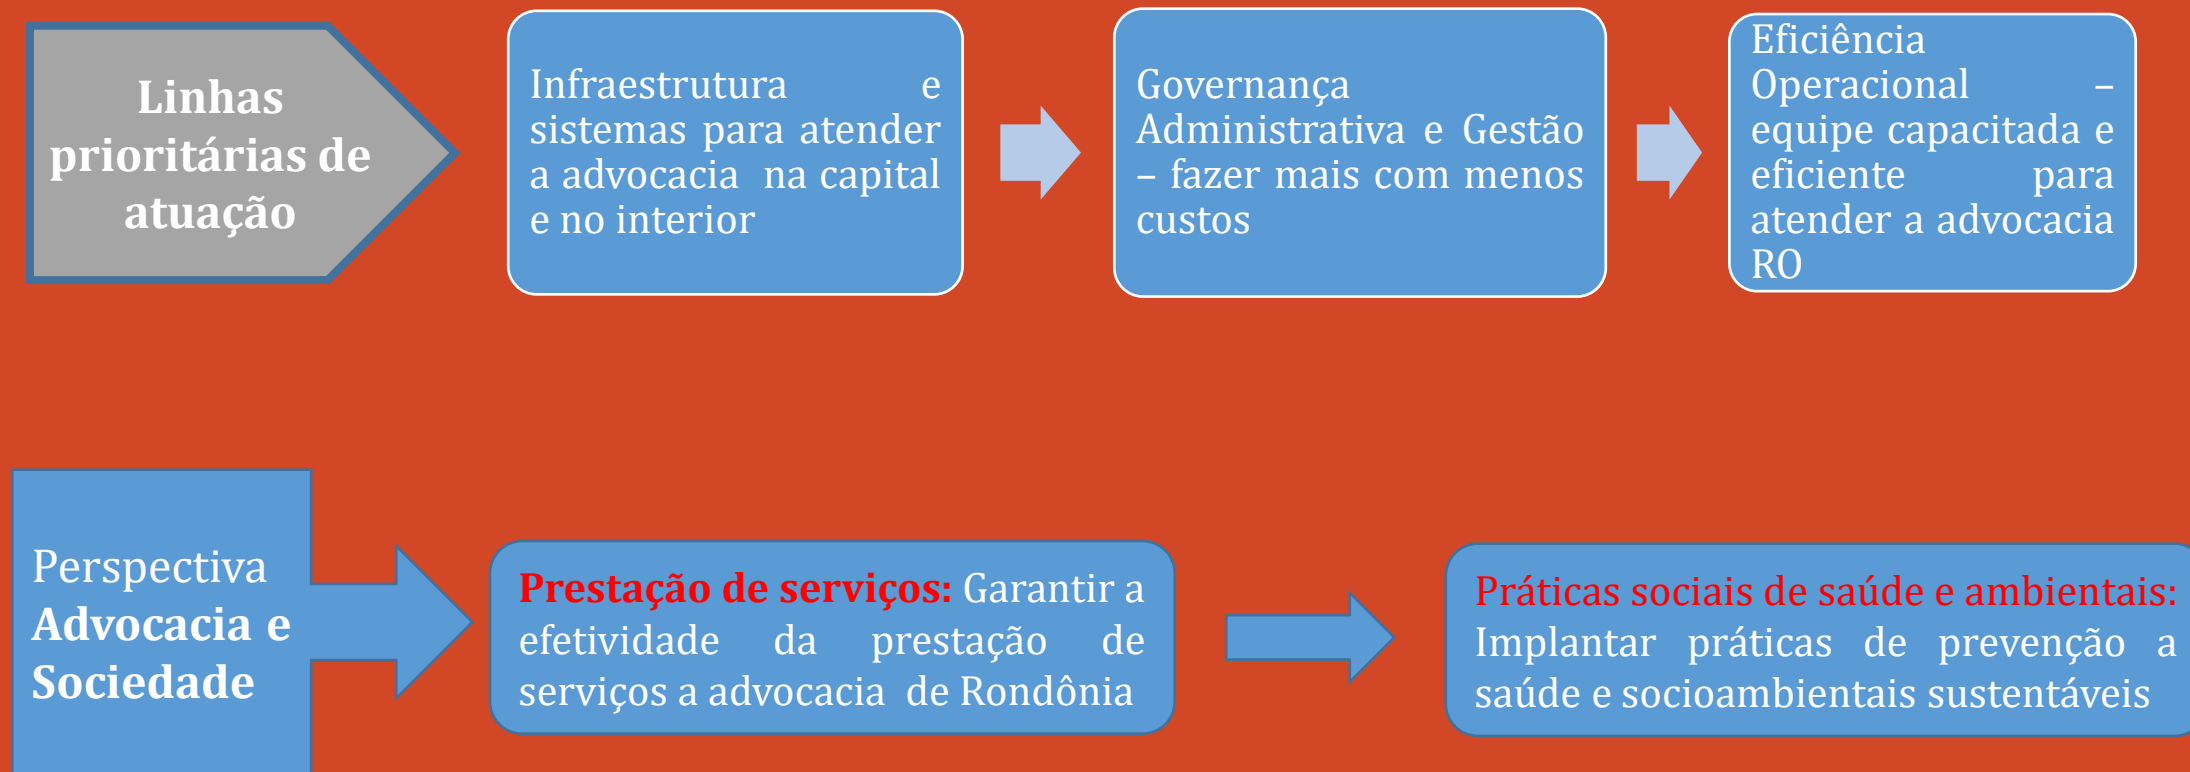 Linhas
prioritárias de
atuação
Infraestrutura e
sistemas para atender
a advocacia na capital
e no interior
Governança
Administrativa e Gestão
– fazer mais com menos
custos
Eficiência
Operacional –
equipe capacitada e
eficiente para
atender a advocacia
RO
Perspectiva
Advocacia e
Sociedade
Prestação de serviços: Garantir a
efetividade da prestação de
serviços a advocacia de Rondônia
Práticas sociais de saúde e ambientais:
Implantar práticas de prevenção a
saúde e socioambientais sustentáveis